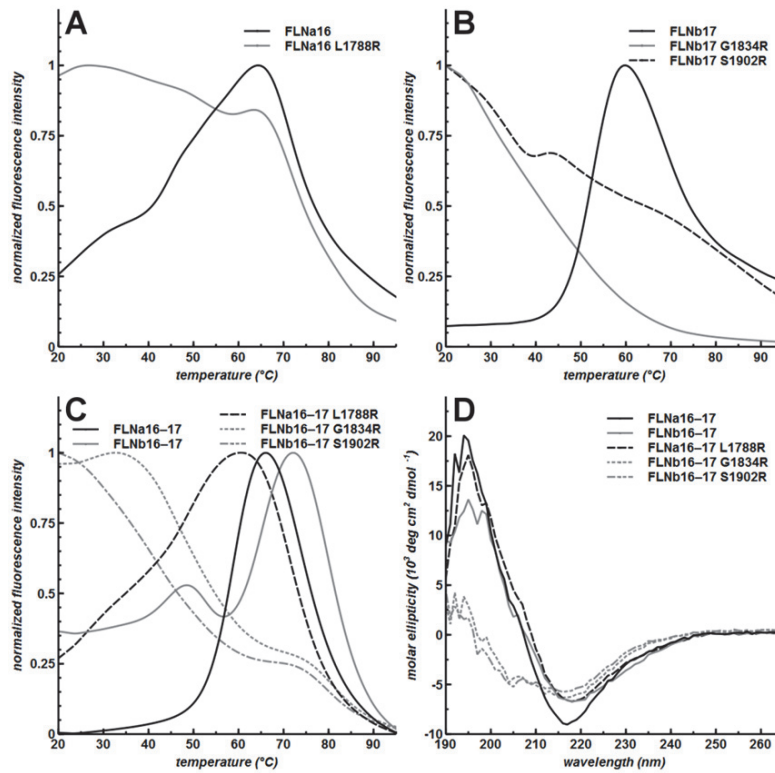 A
FLNa16
FLNa16 L1788R
normalized fluorescence intensity
1
0.75
0.5
0.25
0
20 30 40 50 60 70 80 90
temperature (°C)
B
FLNb17
FLNb17 G1834R
FLNb17 S1902R
normalized fluorescence intensity
1
0.75
0.5
0.25
0
20 30 40 50 60 70 80 90
temperature (°C)
C
FLNa16–17
FLNb16–17
FLNa16–17 L1788R
FLNb16–17 G1834R
FLNb16–17 S1902R
normalized fluorescence intensity
1
0.75
0.5
0.25
0
20 30 40 50 60 70 80 90
temperature (°C)
D
FLNa16–17
FLNb16–17
FLNa16–17 L1788R
FLNb16–17 G1834R
FLNb16–17 S1902R
molar ellipticity (10³ deg cm² dmol ⁻¹)
20
15
10
5
0
-5
-10
190 200 210 220 230 240 250 260
wavelength (nm)